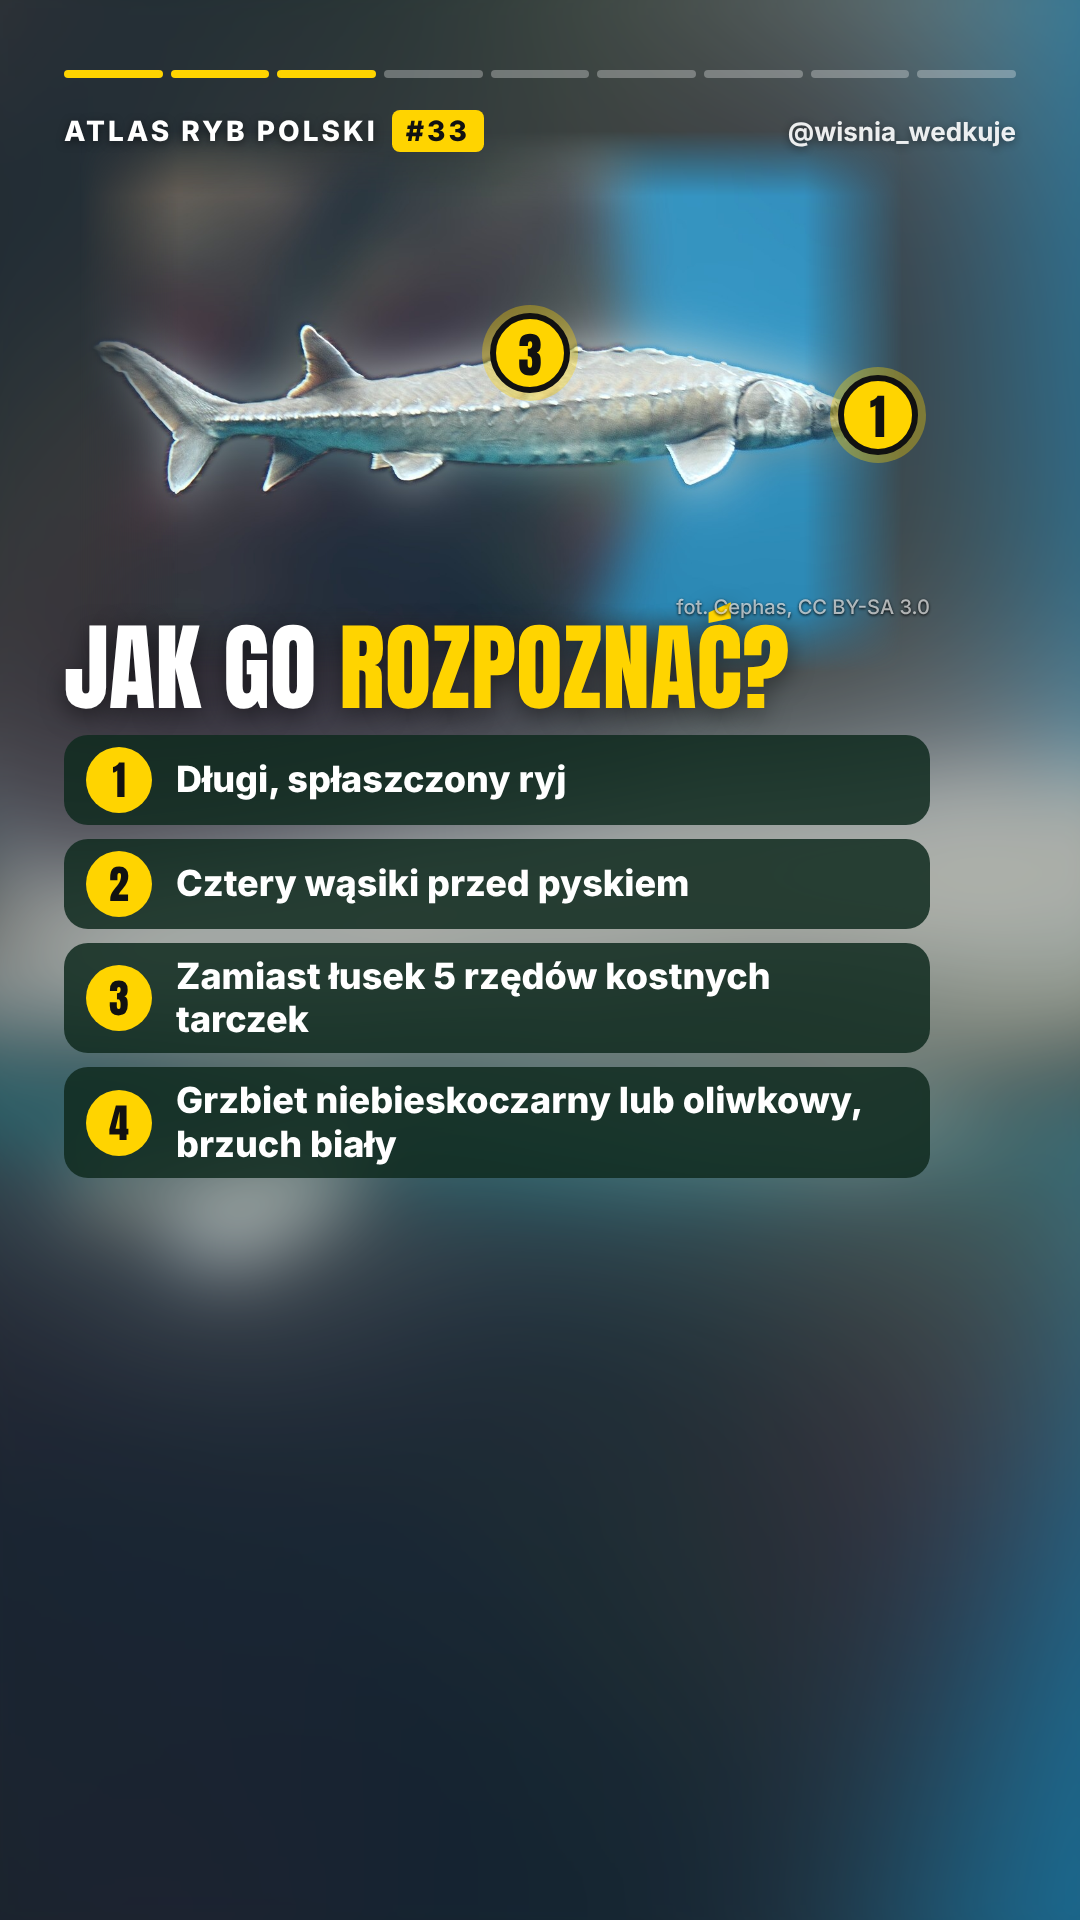 ATLAS RYB POLSKI #33
@wisnia_wedkuje
3
1
fot. Cephas, CC BY-SA 3.0
JAK GO ROZPOZNAĆ?
1 Długi, spłaszczony ryj
2 Cztery wąsiki przed pyskiem
3 Zamiast łusek 5 rzędów kostnych
tarczek
4 Grzbiet niebieskoczarny lub oliwkowy,
brzuch biały